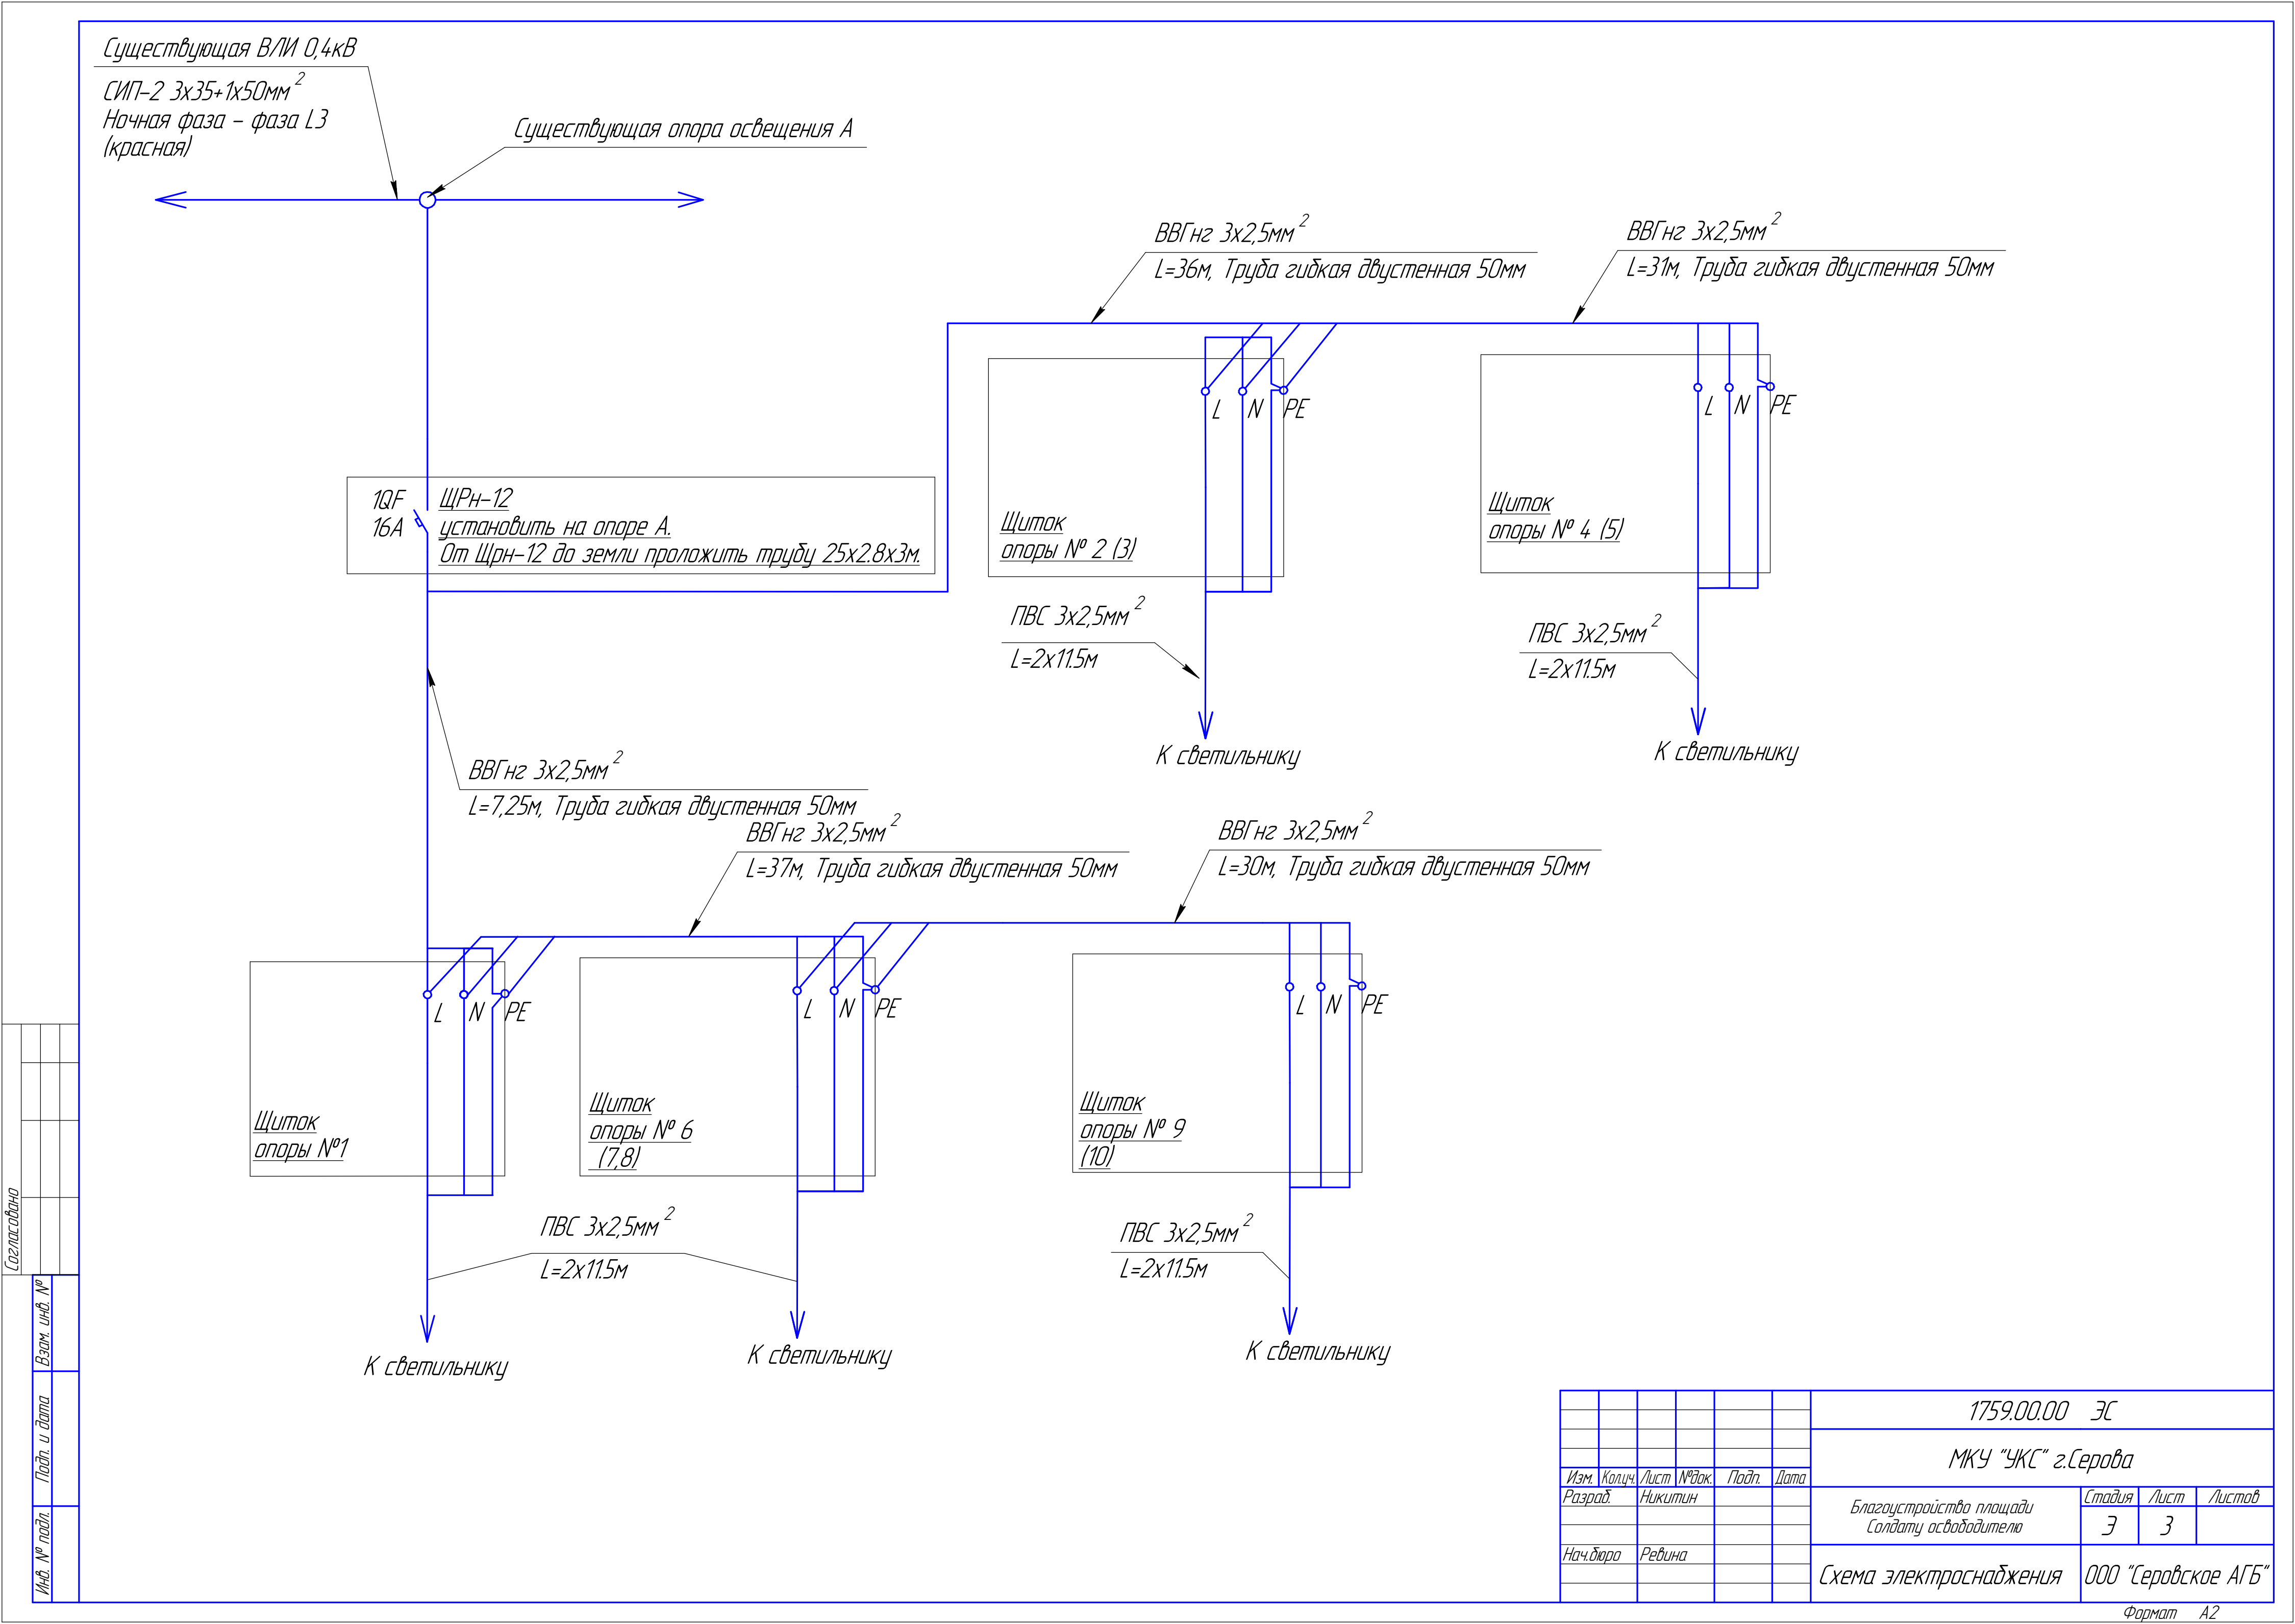 Существующая ВЛИ 0,4кВ
СИП-2 3х35+1х50мм²
Ночная фаза - фаза L3
(красная)
Существующая опора освещения А
ВВГнг 3х2,5мм²
L=36м, Труба гибкая двустенная 50мм
ВВГнг 3х2,5мм²
L=31м, Труба гибкая двустенная 50мм
L N PE
L N PE
1QF
16А
ЩРн-12
установить на опоре А.
От Щрн-12 до земли проложить трубу 25х2.8х3м.
Щиток
опоры № 2 (3)
Щиток
опоры № 4 (5)
ПВС 3х2,5мм²
L=2х11.5м
ПВС 3х2,5мм²
L=2х11.5м
К светильнику
К светильнику
ВВГнг 3х2,5мм²
L=7,25м, Труба гибкая двустенная 50мм
ВВГнг 3х2,5мм²
L=37м, Труба гибкая двустенная 50мм
ВВГнг 3х2,5мм²
L=30м, Труба гибкая двустенная 50мм
L N PE
L N PE
L N PE
Щиток
опоры №1
Щиток
опоры № 6
(7,8)
Щиток
опоры № 9
(10)
ПВС 3х2,5мм²
L=2х11.5м
ПВС 3х2,5мм²
L=2х11.5м
К светильнику
К светильнику
К светильнику
Согласовано
Взам. инв. №
Подп. и дата
Инв. № подл.
1759.00.00 ЭС
МКУ "УКС" г.Серова
Изм. Кол.уч. Лист №док. Подп. Дата
Разраб. Никитин
Нач.бюро Ревина
Благоустройство площади
Солдату освободителю
Стадия Лист Листов
Э 3
Схема электроснабжения
ООО "Серовское АГБ"
Формат А2